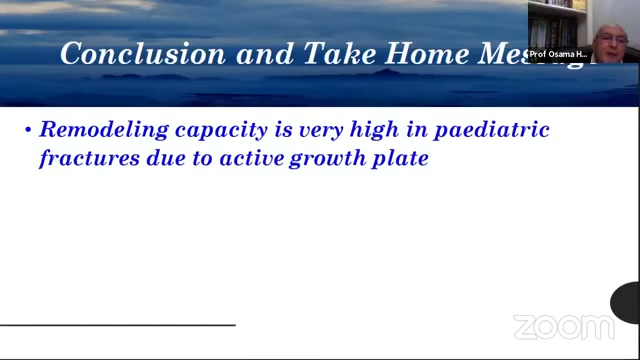 Conclusion and Take Home
Prof Osama H...
• Remodeling capacity is very high in paediatric
fractures due to active growth plate
zoom